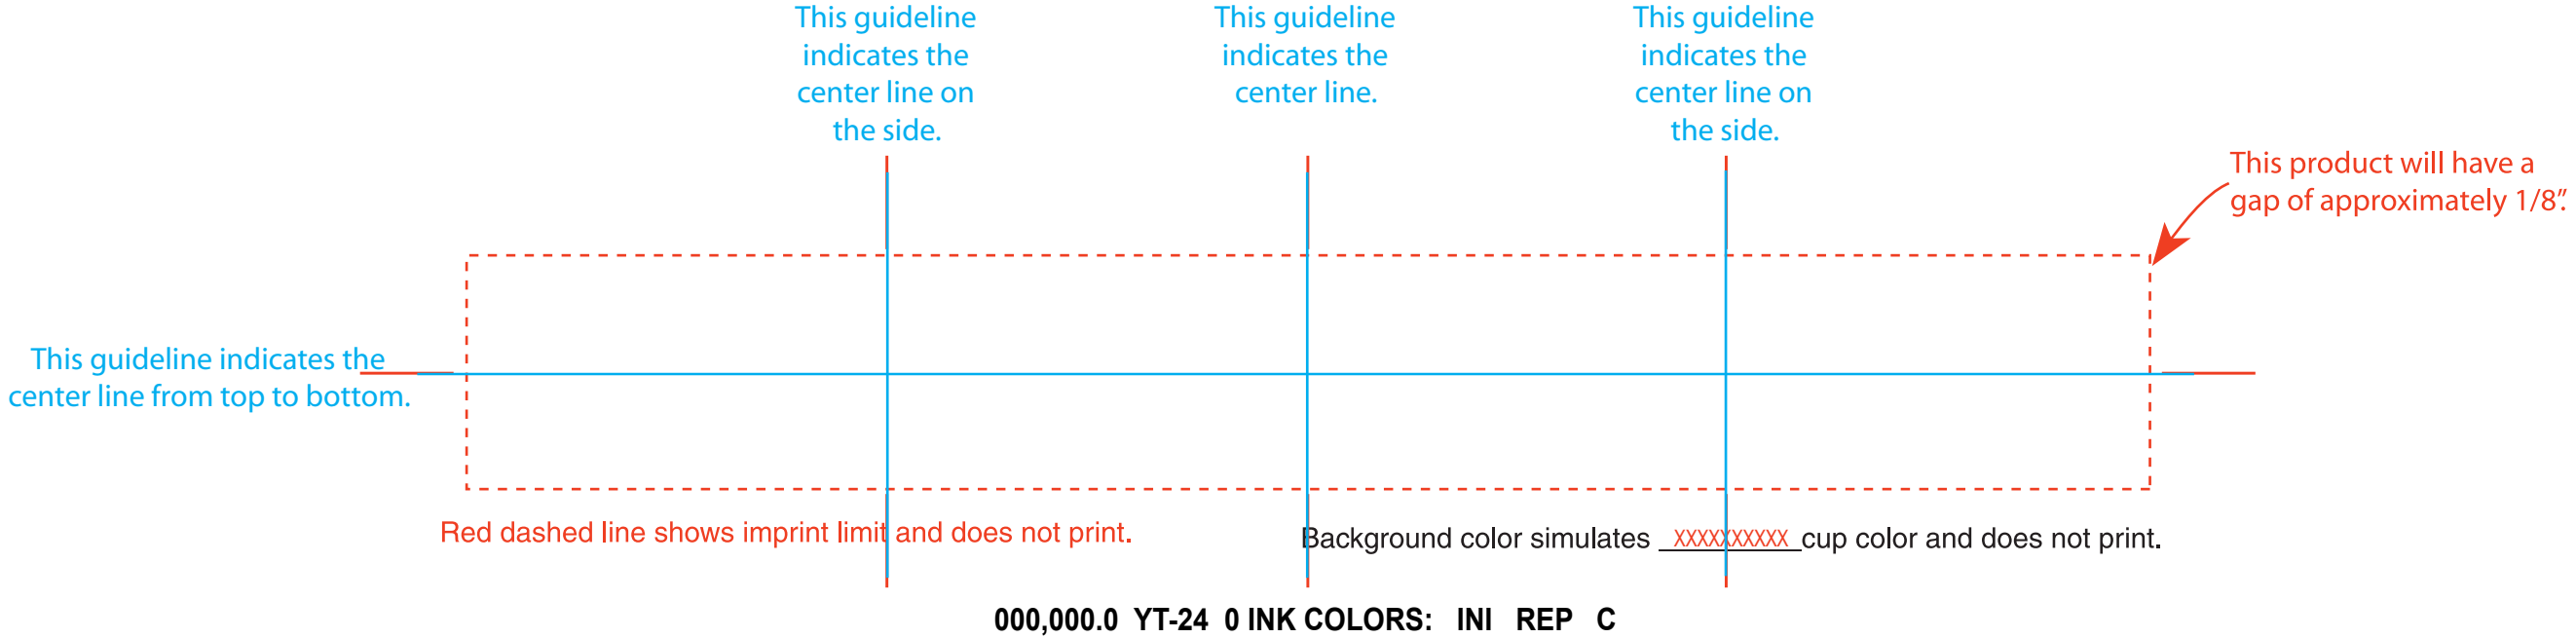 This guideline
indicates the
center line on
the side.
This guideline
indicates the
center line.
This guideline
indicates the
center line on
the side.
This product will have a
gap of approximately 1/8".
This guideline indicates the
center line from top to bottom.
Red dashed line shows imprint limit and does not print.
Background color simulates XXXXXXXXXX cup color and does not print.
000,000.0 YT-24 0 INK COLORS: INI REP C